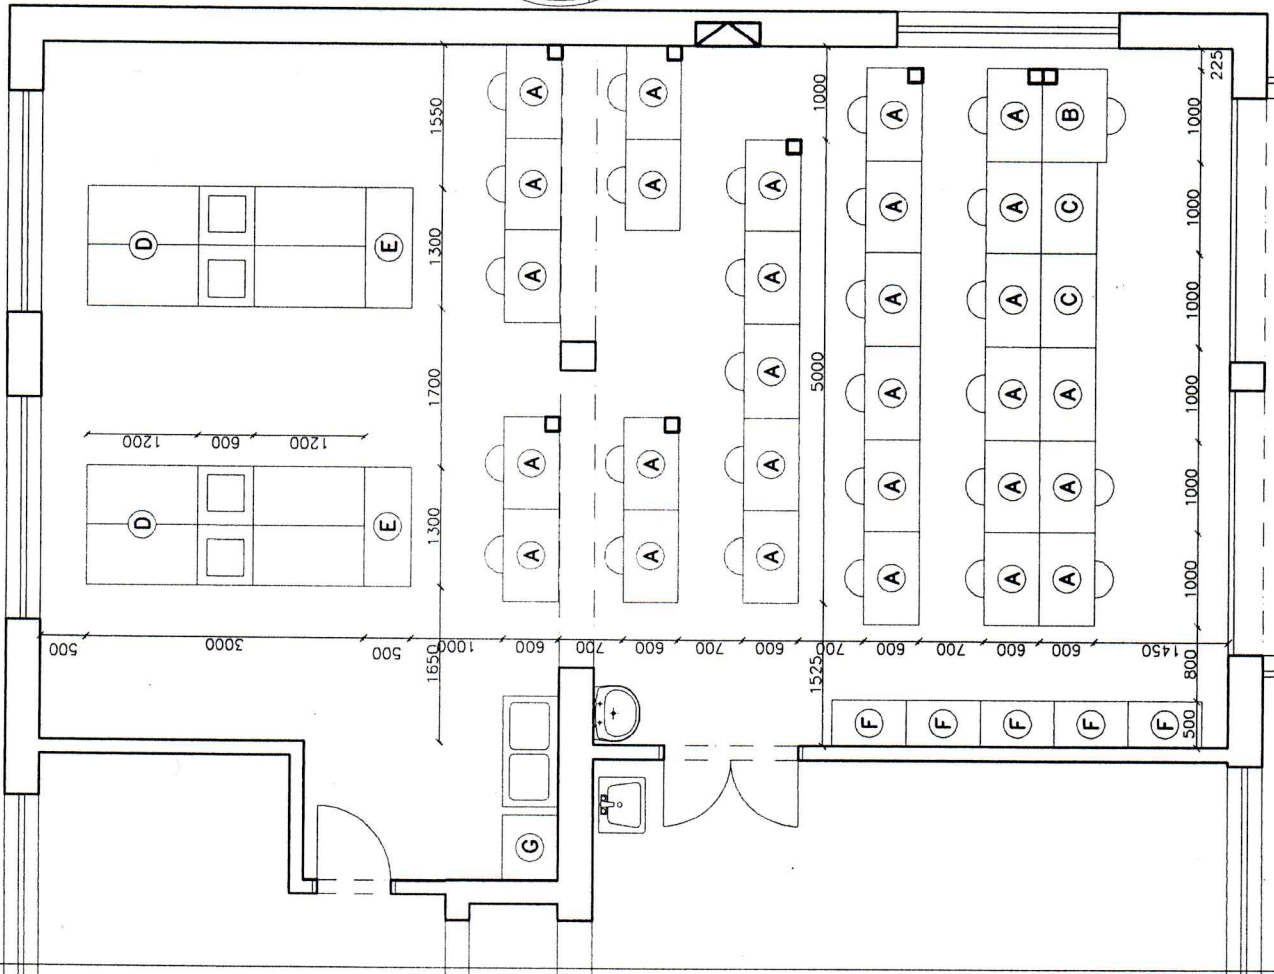 D D
1200 600 1200
E E
1650 1300 1700 1300 1550
500 3000 500 1000 600 700 600 700 600 700 600 700 600 600 1450
G A A A A A
A A A A
A A A A A
1525 5000 1000
A A A A A A
A A A A A A
A A A C C B
F F F F F
500 800 1000 1000 1000 1000 1000 1000 225